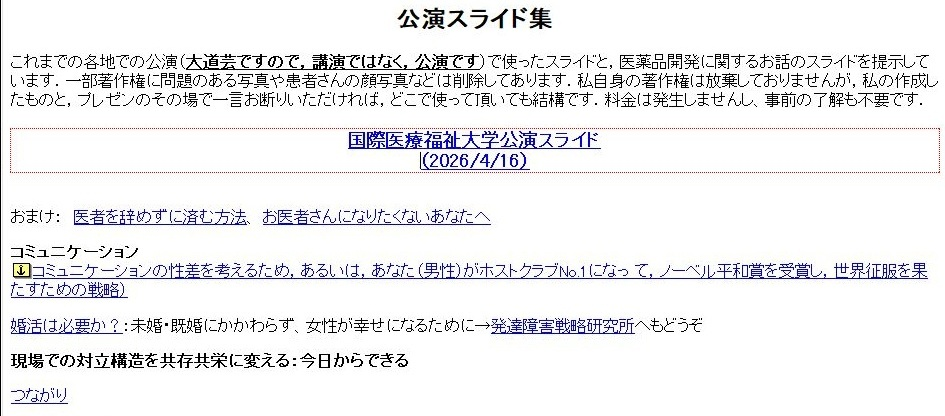 公演スライド集
これまでの各地での公演（大道芸ですので，講演ではなく，公演です）で使ったスライドと，医薬品開発に関するお話のスライドを提示して
います．一部著作権に問題のある写真や患者さんの顔写真などは削除してあります．私自身の著作権は放棄しておりませんが，私の作成し
たものと，プレゼンのその場で一言お断りいただければ，どこで使って頂いても結構です．料金は発生しませんし、事前の了解も不要です．
国際医療福祉大学公演スライド
(2026/4/16)
おまけ： 医者を辞めずに済む方法、 お医者さんになりたくないあなたへ
コミュニケーション
コミュニケーションの性差を考えるため，あるいは，あなた（男性）がホストクラブNo.1になって，ノーベル平和賞を受賞し，世界征服を果
たすための戦略）
婚活は必要か？：未婚・既婚にかかわらず、女性が幸せになるために→発達障害戦略研究所へもどうぞ
現場での対立構造を共存共栄に変える：今日からできる
つながり